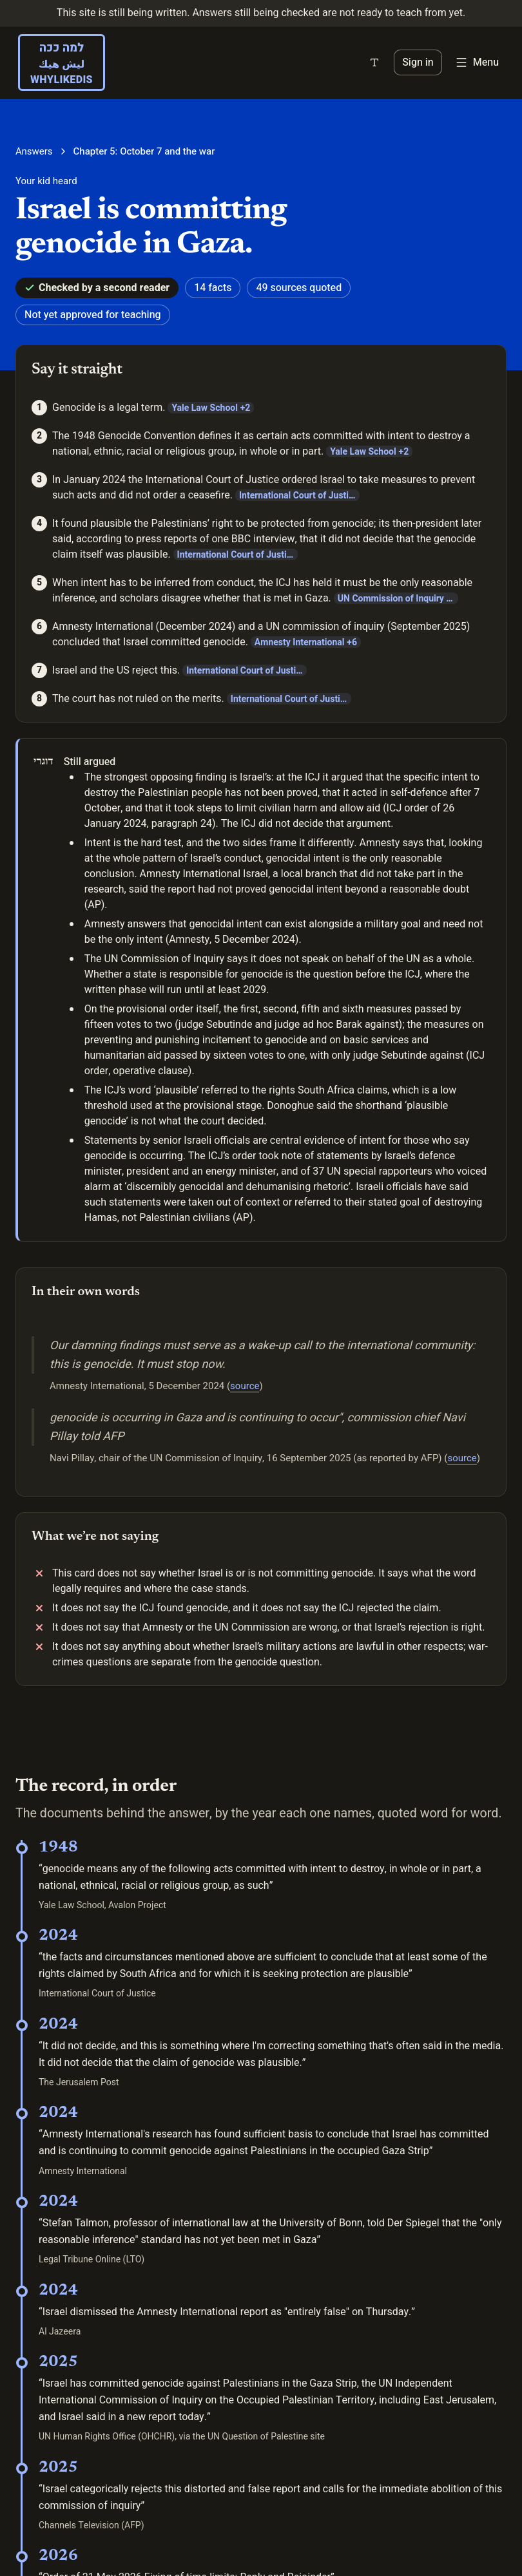 This site is still being written. Answers still being checked are not ready to teach from yet.
למה ככה
ليش هيك
WHYLIKEDIS
T
Sign in
Menu
Answers
Chapter 5: October 7 and the war
Your kid heard
Israel is committing
genocide in Gaza.
Checked by a second reader
14 facts
49 sources quoted
Not yet approved for teaching
Say it straight
1 Genocide is a legal term. Yale Law School +2
2 The 1948 Genocide Convention defines it as certain acts committed with intent to destroy a
national, ethnic, racial or religious group, in whole or in part. Yale Law School +2
3 In January 2024 the International Court of Justice ordered Israel to take measures to prevent
such acts and did not order a ceasefire. International Court of Justi…
4 It found plausible the Palestinians’ right to be protected from genocide; its then-president later
said, according to press reports of one BBC interview, that it did not decide that the genocide
claim itself was plausible. International Court of Justi…
5 When intent has to be inferred from conduct, the ICJ has held it must be the only reasonable
inference, and scholars disagree whether that is met in Gaza. UN Commission of Inquiry …
6 Amnesty International (December 2024) and a UN commission of inquiry (September 2025)
concluded that Israel committed genocide. Amnesty International +6
7 Israel and the US reject this. International Court of Justi…
8 The court has not ruled on the merits. International Court of Justi…
דוגרי
Still argued
The strongest opposing finding is Israel’s: at the ICJ it argued that the specific intent to
destroy the Palestinian people has not been proved, that it acted in self-defence after 7
October, and that it took steps to limit civilian harm and allow aid (ICJ order of 26
January 2024, paragraph 24). The ICJ did not decide that argument.
Intent is the hard test, and the two sides frame it differently. Amnesty says that, looking
at the whole pattern of Israel’s conduct, genocidal intent is the only reasonable
conclusion. Amnesty International Israel, a local branch that did not take part in the
research, said the report had not proved genocidal intent beyond a reasonable doubt
(AP).
Amnesty answers that genocidal intent can exist alongside a military goal and need not
be the only intent (Amnesty, 5 December 2024).
The UN Commission of Inquiry says it does not speak on behalf of the UN as a whole.
Whether a state is responsible for genocide is the question before the ICJ, where the
written phase will run until at least 2029.
On the provisional order itself, the first, second, fifth and sixth measures passed by
fifteen votes to two (judge Sebutinde and judge ad hoc Barak against); the measures on
preventing and punishing incitement to genocide and on basic services and
humanitarian aid passed by sixteen votes to one, with only judge Sebutinde against (ICJ
order, operative clause).
The ICJ’s word ‘plausible’ referred to the rights South Africa claims, which is a low
threshold used at the provisional stage. Donoghue said the shorthand ‘plausible
genocide’ is not what the court decided.
Statements by senior Israeli officials are central evidence of intent for those who say
genocide is occurring. The ICJ’s order took note of statements by Israel’s defence
minister, president and an energy minister, and of 37 UN special rapporteurs who voiced
alarm at ‘discernibly genocidal and dehumanising rhetoric’. Israeli officials have said
such statements were taken out of context or referred to their stated goal of destroying
Hamas, not Palestinian civilians (AP).
In their own words
Our damning findings must serve as a wake-up call to the international community:
this is genocide. It must stop now.
Amnesty International, 5 December 2024 (source)
genocide is occurring in Gaza and is continuing to occur", commission chief Navi
Pillay told AFP
Navi Pillay, chair of the UN Commission of Inquiry, 16 September 2025 (as reported by AFP) (source)
What we’re not saying
This card does not say whether Israel is or is not committing genocide. It says what the word
legally requires and where the case stands.
It does not say the ICJ found genocide, and it does not say the ICJ rejected the claim.
It does not say that Amnesty or the UN Commission are wrong, or that Israel’s rejection is right.
It does not say anything about whether Israel’s military actions are lawful in other respects; war-
crimes questions are separate from the genocide question.
The record, in order
The documents behind the answer, by the year each one names, quoted word for word.
1948
“genocide means any of the following acts committed with intent to destroy, in whole or in part, a
national, ethnical, racial or religious group, as such”
Yale Law School, Avalon Project
2024
“the facts and circumstances mentioned above are sufficient to conclude that at least some of the
rights claimed by South Africa and for which it is seeking protection are plausible”
International Court of Justice
2024
“It did not decide, and this is something where I'm correcting something that's often said in the media.
It did not decide that the claim of genocide was plausible.”
The Jerusalem Post
2024
“Amnesty International's research has found sufficient basis to conclude that Israel has committed
and is continuing to commit genocide against Palestinians in the occupied Gaza Strip”
Amnesty International
2024
“Stefan Talmon, professor of international law at the University of Bonn, told Der Spiegel that the "only
reasonable inference" standard has not yet been met in Gaza”
Legal Tribune Online (LTO)
2024
“Israel dismissed the Amnesty International report as "entirely false" on Thursday.”
Al Jazeera
2025
“Israel has committed genocide against Palestinians in the Gaza Strip, the UN Independent
International Commission of Inquiry on the Occupied Palestinian Territory, including East Jerusalem,
and Israel said in a new report today.”
UN Human Rights Office (OHCHR), via the UN Question of Palestine site
2025
“Israel categorically rejects this distorted and false report and calls for the immediate abolition of this
commission of inquiry”
Channels Television (AFP)
2026
“Order of 21 May 2026 Fixing of time-limits: Reply and Rejoinder”